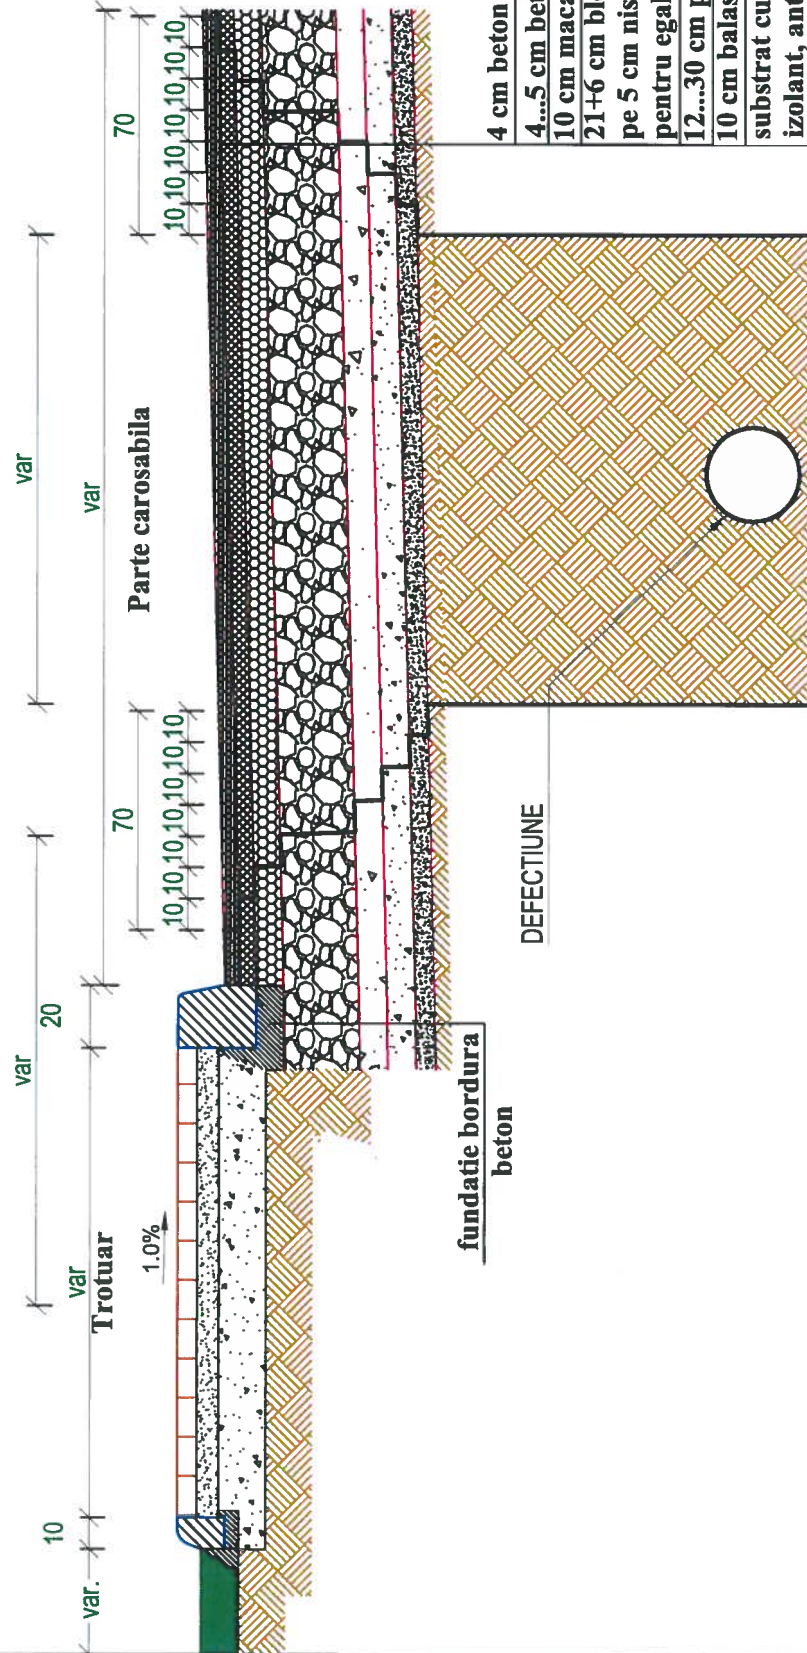 var
var
10
20
var.
var
var
Trotuar
Parte carosabila
70
70
1.0%
10,10,10,10,10,10,10
10,10,10,10,10,10,10
DEFECTIUNE
fundatie bordura
beton
4 cm beton
4...5 cm bet
10 cm maca
21+6 cm bl
pe 5 cm nis
pentru egal
12...30 cm p
10 cm balas
substrat cu
izolant, ant